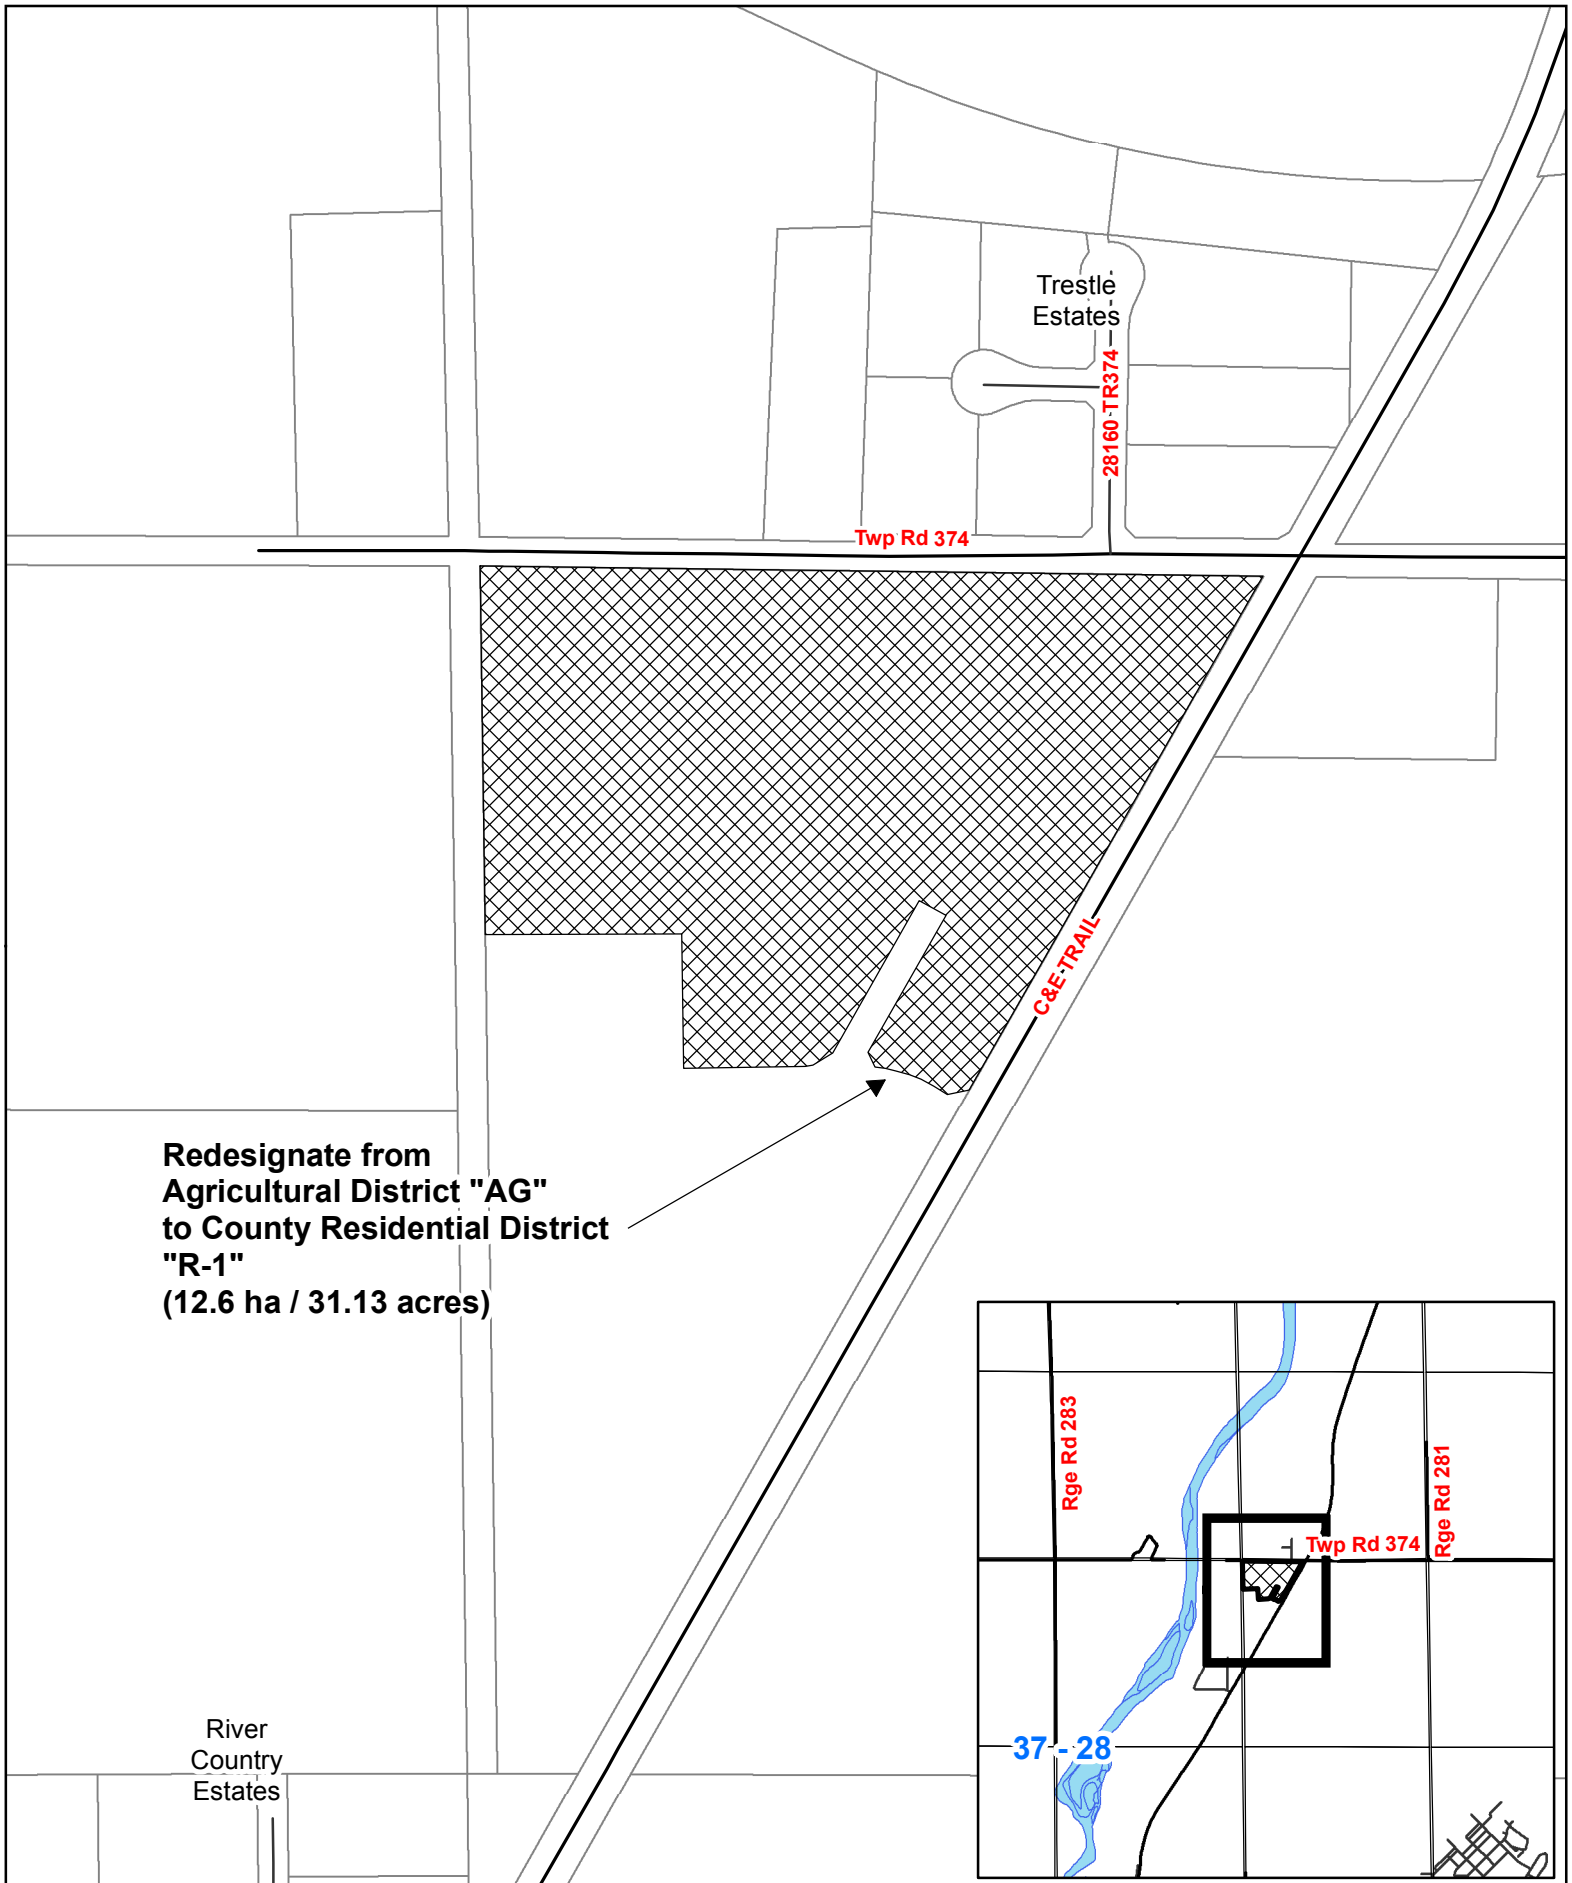 Trestle
Estates
28160 TR374
Twp Rd 374
C&E TRAIL
Redesignate from
Agricultural District "AG"
to County Residential District
"R-1"
(12.6 ha / 31.13 acres)
Rge Rd 283
Rge Rd 281
Twp Rd 374
37 - 28
River
Country
Estates